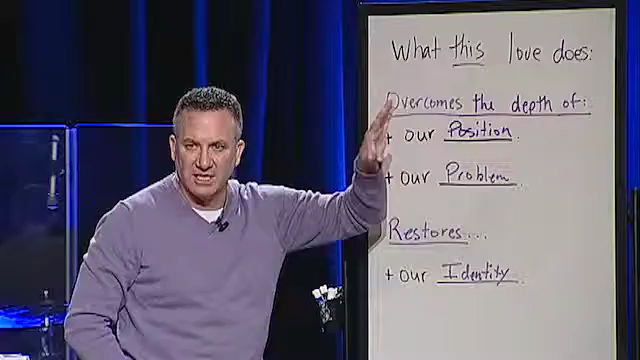 What this love does:
Overcomes the depth of:
+ our Position
+ our Problem
Restores...
+ our Identity